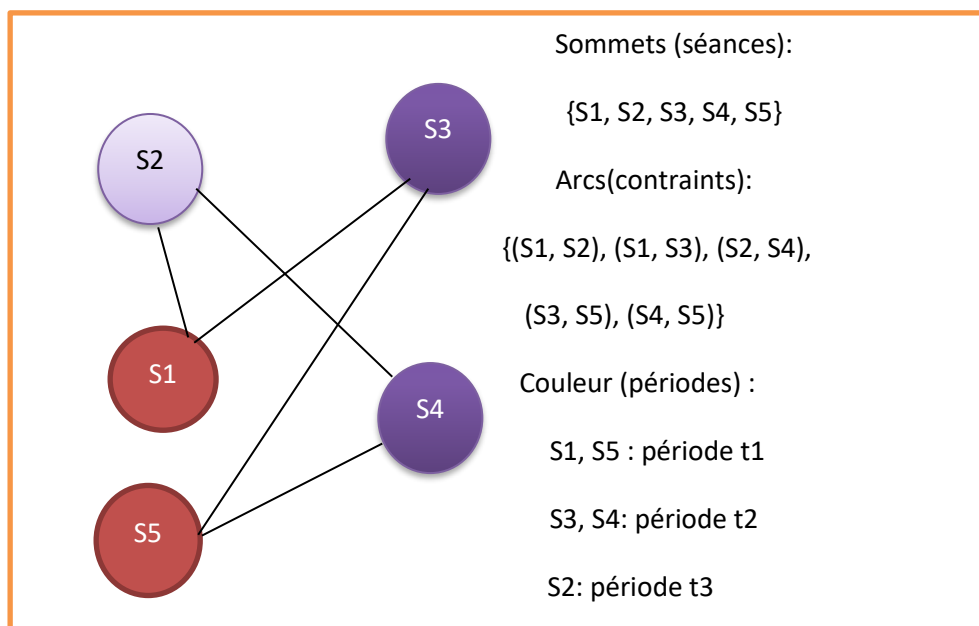 Sommets (séances):
S3
{S1, S2, S3, S4, S5}
S2
Arcs(contraints):
{(S1, S2), (S1, S3), (S2, S4),
(S3, S5), (S4, S5)}
S1
Couleur (périodes) :
S4
S1, S5 : période t1
S3, S4: période t2
S5
S2: période t3